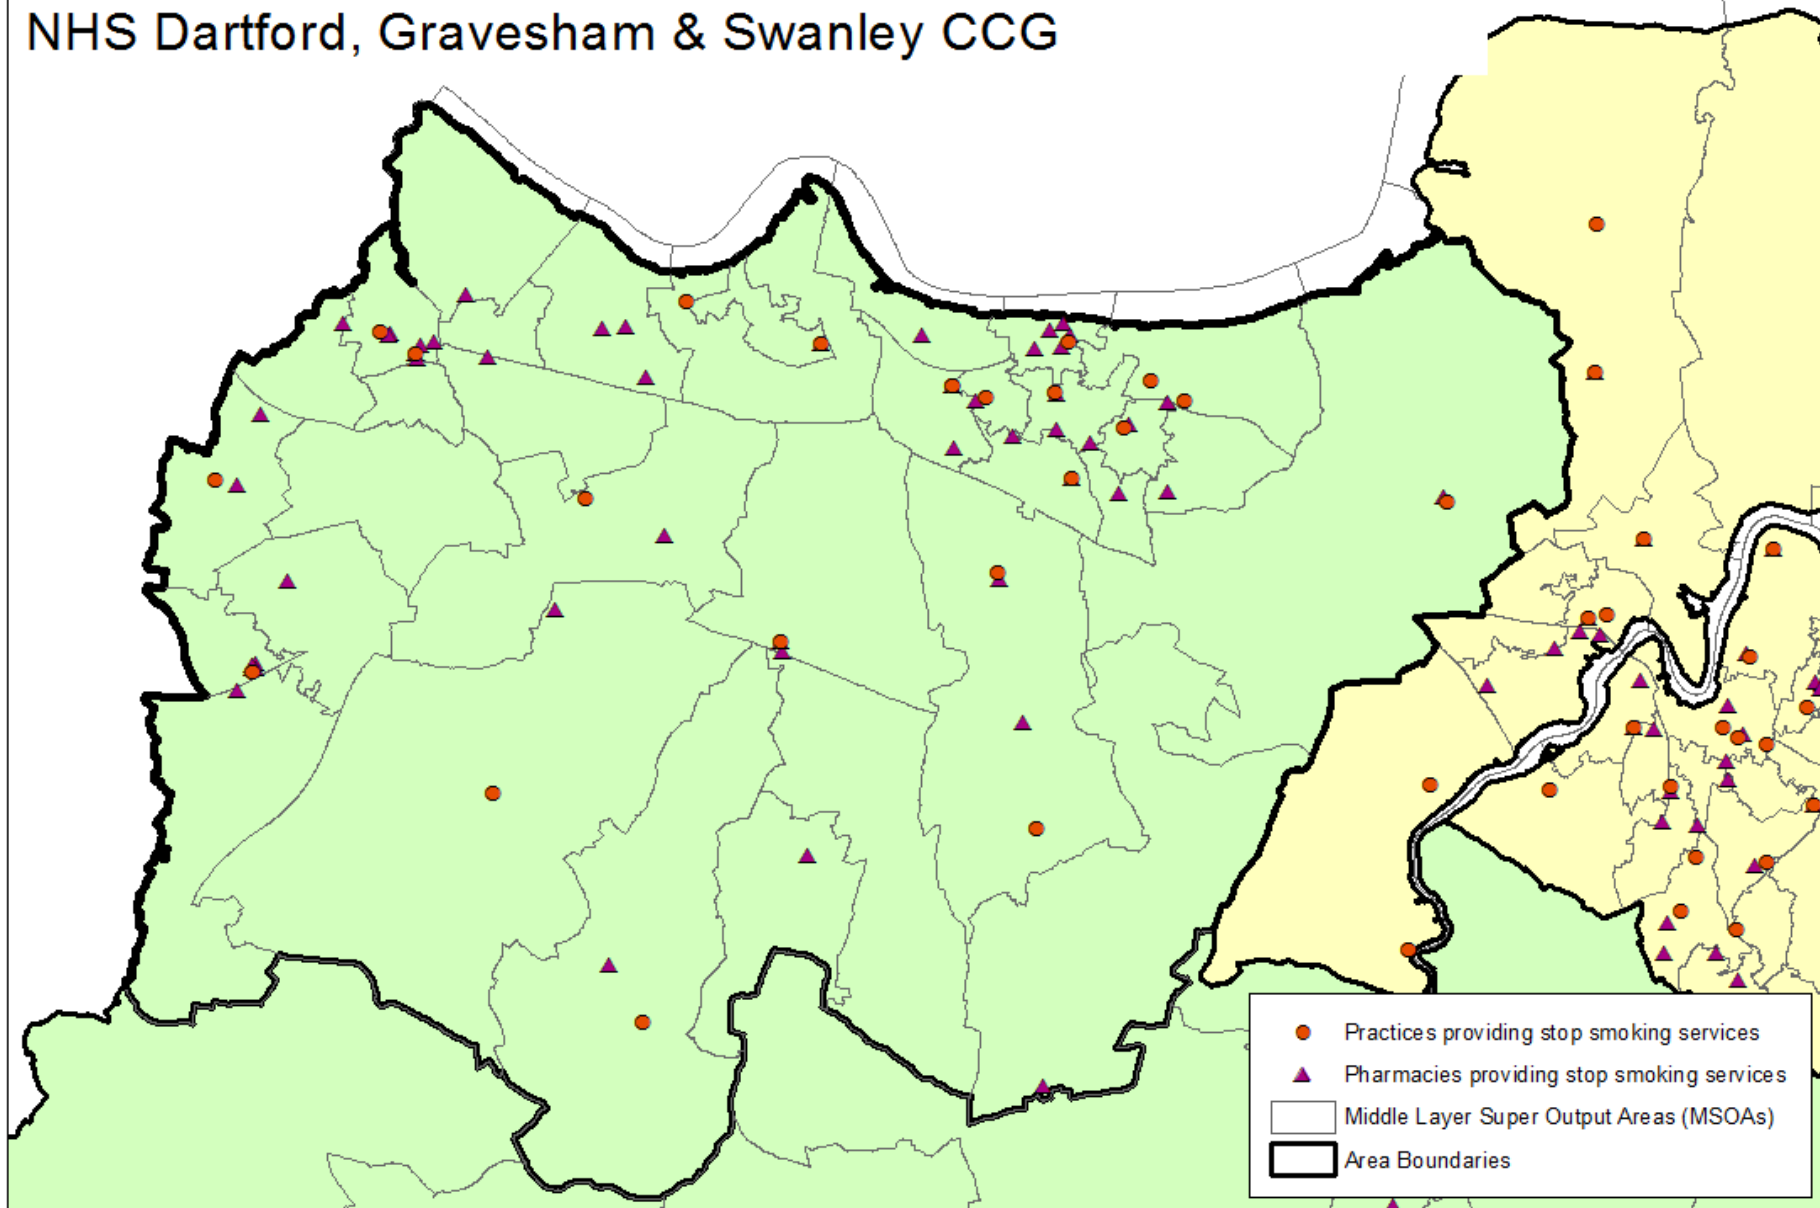 NHS Dartford, Gravesham & Swanley CCG
Practices providing stop smoking services
Pharmacies providing stop smoking services
Middle Layer Super Output Areas (MSOAs)
Area Boundaries